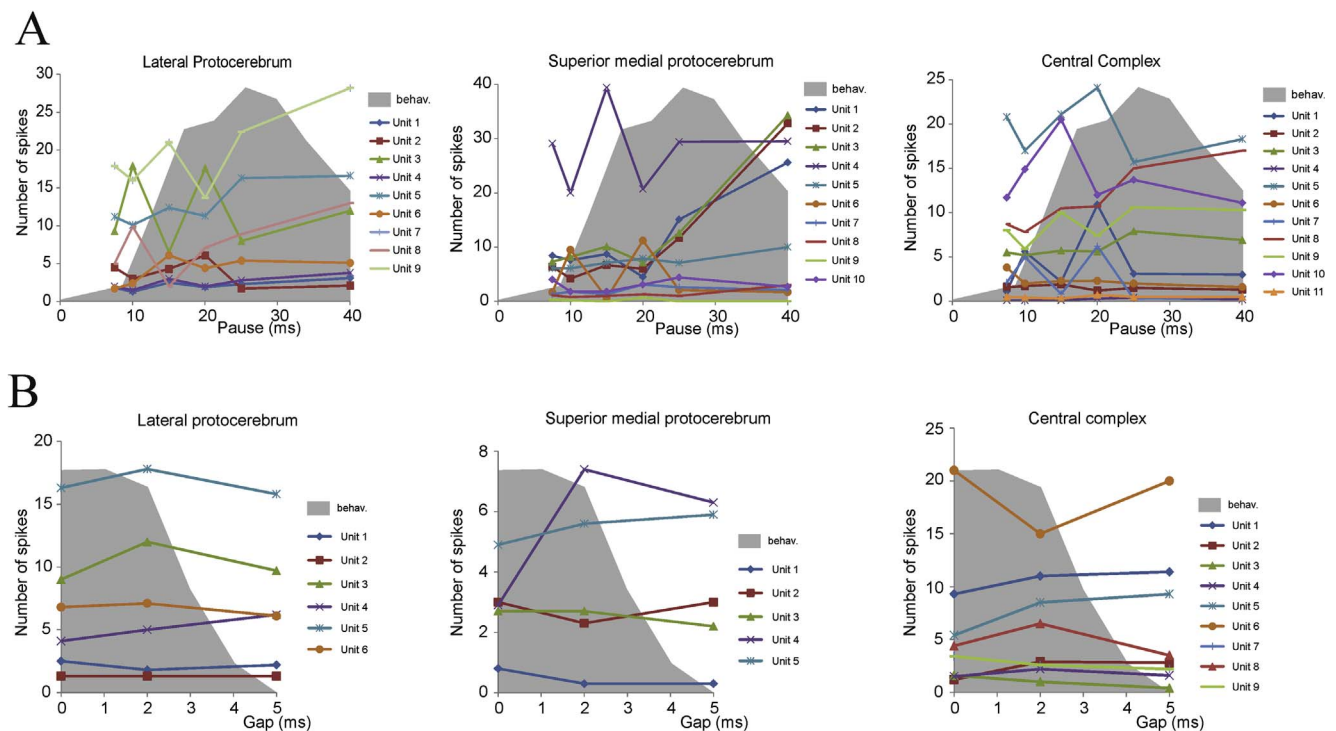 A
Lateral Protocerebrum
Number of spikes
30
25
20
15
10
5
0
0 10 20 30 40
Pause (ms)
behav.
Unit 1
Unit 2
Unit 3
Unit 4
Unit 5
Unit 6
Unit 7
Unit 8
Unit 9
Superior medial protocerebrum
Number of spikes
40
30
20
10
0
0 10 20 30 40
Pause (ms)
behav.
Unit 1
Unit 2
Unit 3
Unit 4
Unit 5
Unit 6
Unit 7
Unit 8
Unit 9
Unit 10
Central Complex
Number of spikes
25
20
15
10
5
0
0 10 20 30 40
Pause (ms)
behav.
Unit 1
Unit 2
Unit 3
Unit 4
Unit 5
Unit 6
Unit 7
Unit 8
Unit 9
Unit 10
Unit 11
B
Lateral protocerebrum
Number of spikes
20
15
10
5
0
0 1 2 3 4 5
Gap (ms)
behav.
Unit 1
Unit 2
Unit 3
Unit 4
Unit 5
Unit 6
Superior medial protocerebrum
Number of spikes
8
6
4
2
0
0 1 2 3 4 5
Gap (ms)
behav.
Unit 1
Unit 2
Unit 3
Unit 4
Unit 5
Central complex
Number of spikes
25
20
15
10
5
0
0 1 2 3 4 5
Gap (ms)
behav.
Unit 1
Unit 2
Unit 3
Unit 4
Unit 5
Unit 6
Unit 7
Unit 8
Unit 9